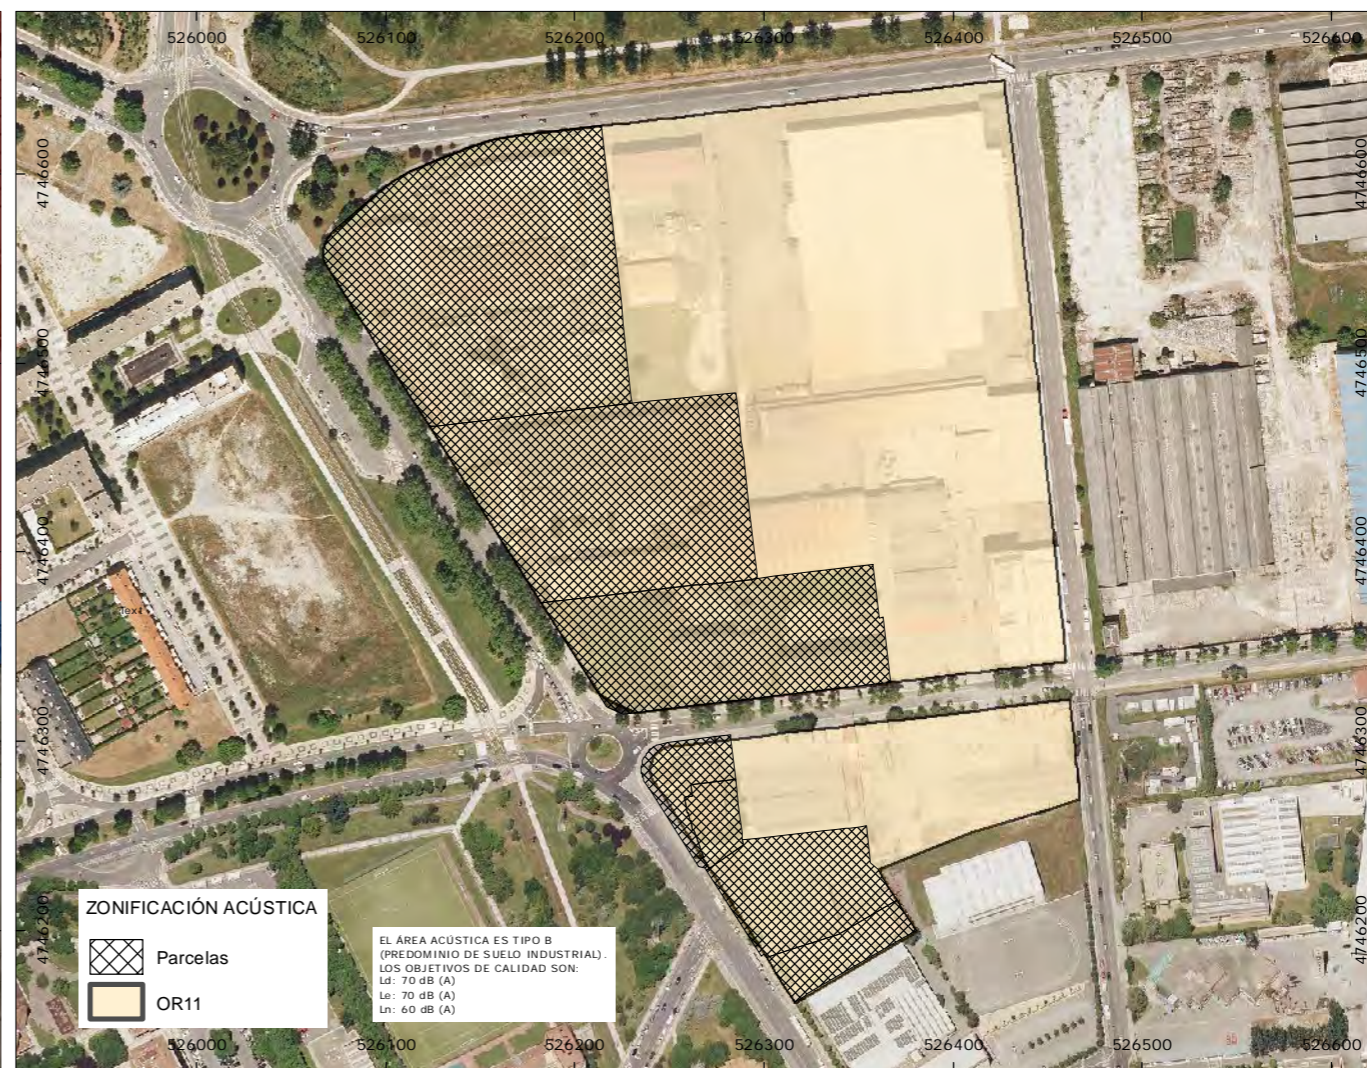 526000 526100 526200 526300 526400 526500 526600
4746600 4746600
4746500 4746500
4746400 4746400
Text
4746300 4746300
4746200 4746200
ZONIFICACIÓN ACÚSTICA
Parcelas
OR11
EL ÁREA ACÚSTICA ES TIPO B
(PREDOMINIO DE SUELO INDUSTRIAL).
LOS OBJETIVOS DE CALIDAD SON:
Ld: 70 dB (A)
Le: 70 dB (A)
Ln: 60 dB (A)
526000 526100 526200 526300 526400 526500 526600